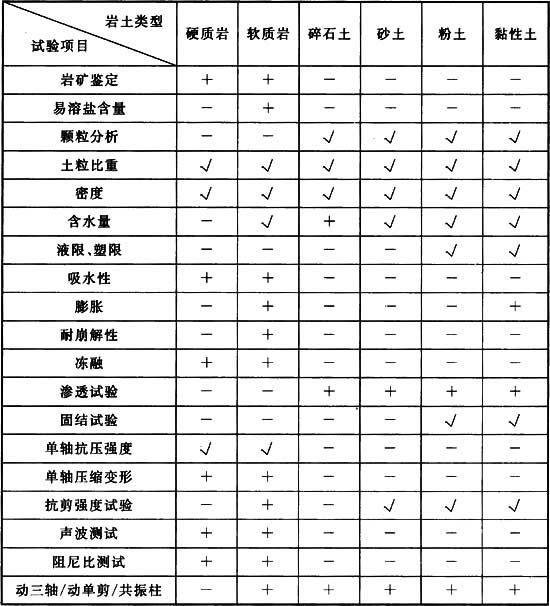 岩土类型
试验项目 硬质岩 软质岩 碎石土 砂土 粉土 黏性土
岩矿鉴定 + + − − − −
易溶盐含量 − + − − − −
颗粒分析 − − √ √ √ √
土粒比重 √ √ √ √ √ √
密度 √ √ √ √ √ √
含水量 − √ + √ √ √
液限、塑限 − − − − √ √
吸水性 + + − − − −
膨胀 − + − − − +
耐崩解性 − + − − − −
冻融 + + − − − −
渗透试验 − − + + + +
固结试验 − − − − √ √
单轴抗压强度 √ √ − − − −
单轴压缩变形 + + − − − −
抗剪强度试验 − + − √ √ √
声波测试 + + − − − −
阻尼比测试 + + − − − −
动三轴/动单剪/共振柱 − + + + + +